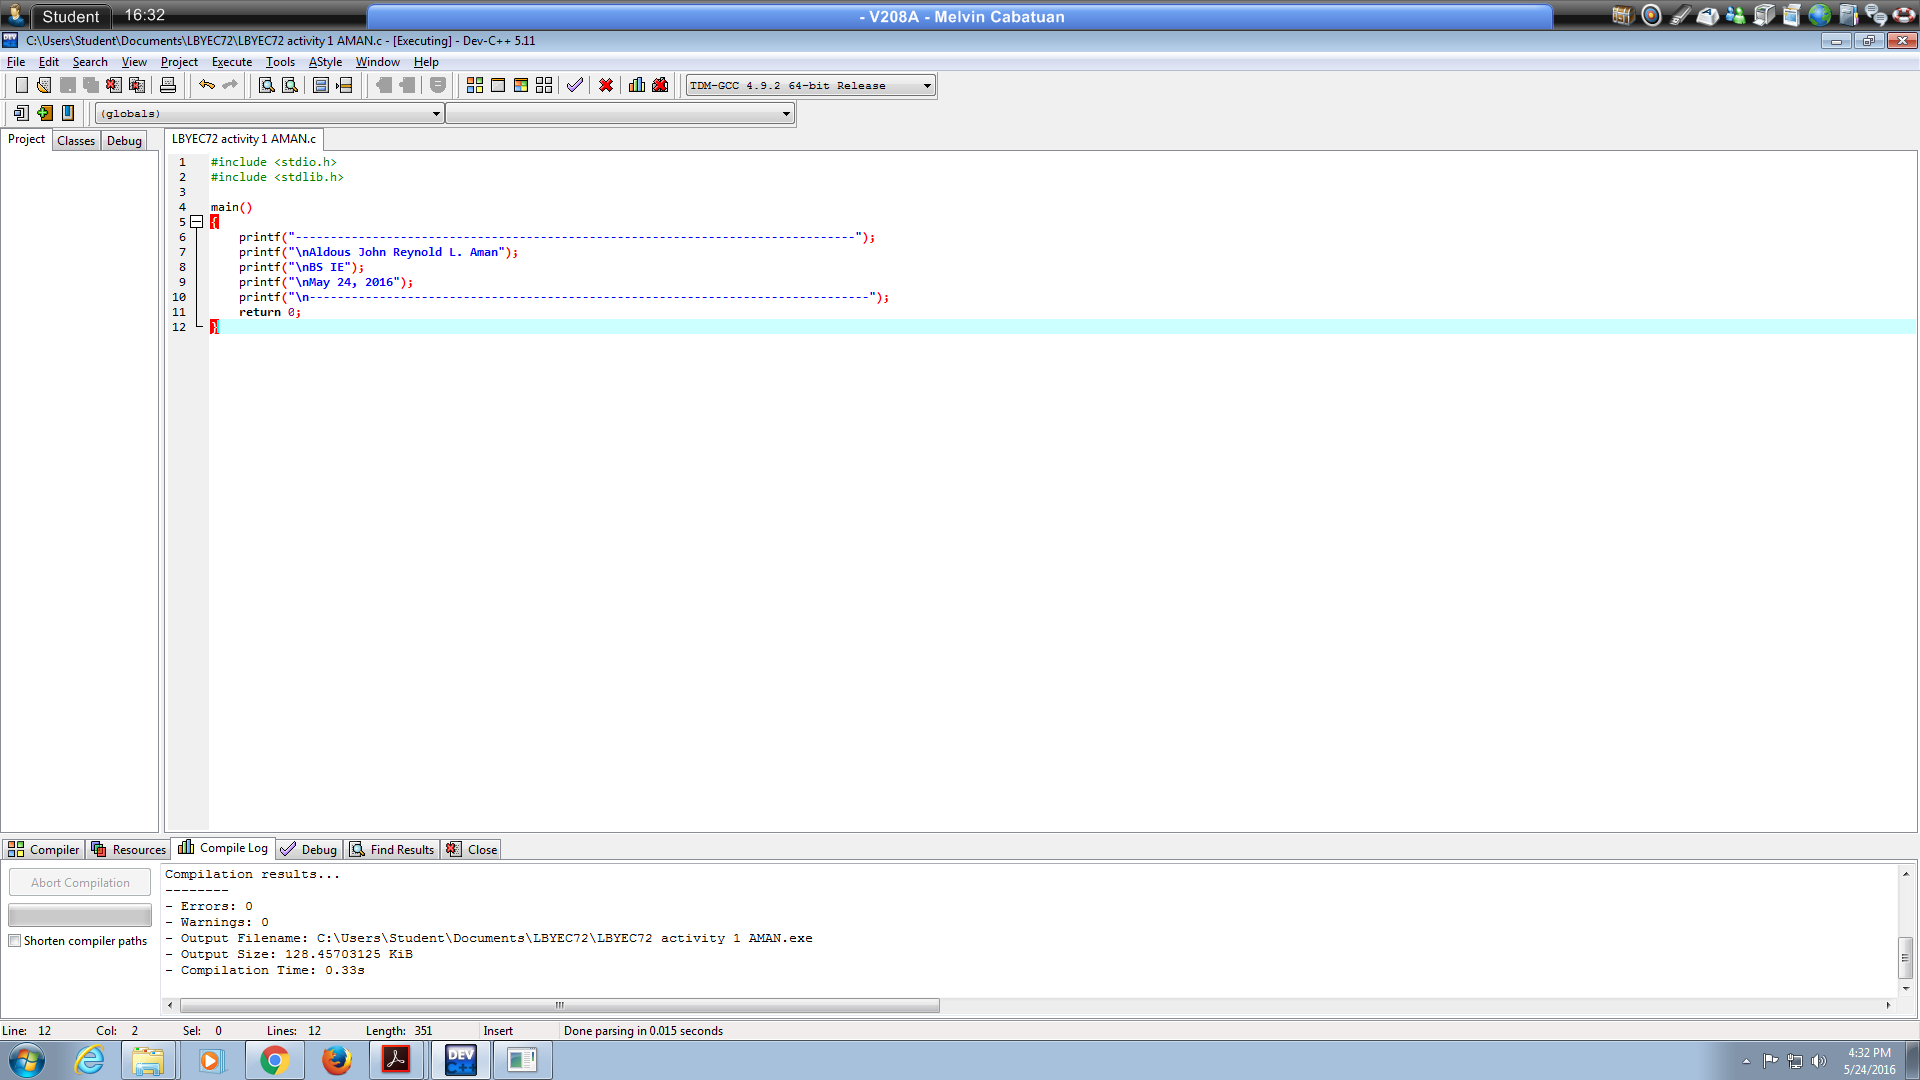 Student 16:32 - V208A - Melvin Cabatuan
C:\Users\Student\Documents\LBYEC72\LBYEC72 activity 1 AMAN.c - [Executing] - Dev-C++ 5.11
File Edit Search View Project Execute Tools AStyle Window Help
TDM-GCC 4.9.2 64-bit Release
(globals)
Project Classes Debug LBYEC72 activity 1 AMAN.c
1 #include <stdio.h>
2 #include <stdlib.h>
3
4 main()
5 {
6 printf("--------------------------------------------------------------------------------");
7 printf("\nAldous John Reynold L. Aman");
8 printf("\nBS IE");
9 printf("\nMay 24, 2016");
10 printf("\n--------------------------------------------------------------------------------");
11 return 0;
12 }
Compiler Resources Compile Log Debug Find Results Close
Abort Compilation
Shorten compiler paths
Compilation results...
--------
- Errors: 0
- Warnings: 0
- Output Filename: C:\Users\Student\Documents\LBYEC72\LBYEC72 activity 1 AMAN.exe
- Output Size: 128.45703125 KiB
- Compilation Time: 0.33s
Line: 12 Col: 2 Sel: 0 Lines: 12 Length: 351 Insert Done parsing in 0.015 seconds
DEV C++
4:32 PM
5/24/2016